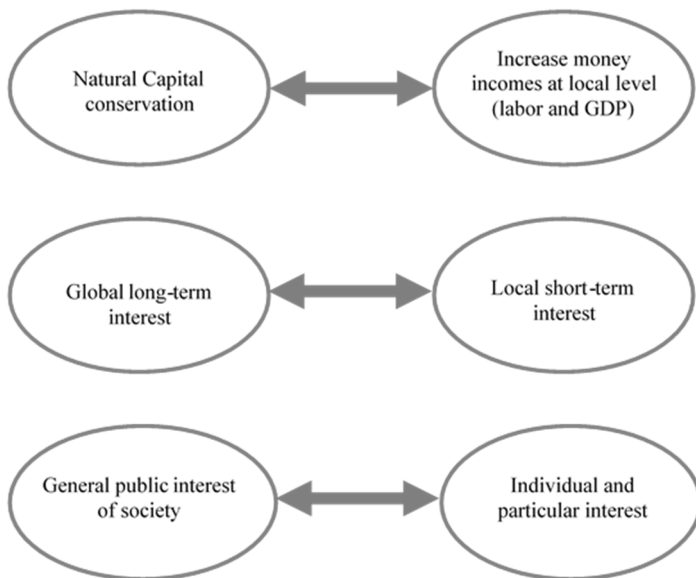 Natural Capital
conservation
Increase money
incomes at local level
(labor and GDP)
Global long-term
interest
Local short-term
interest
General public interest
of society
Individual and
particular interest